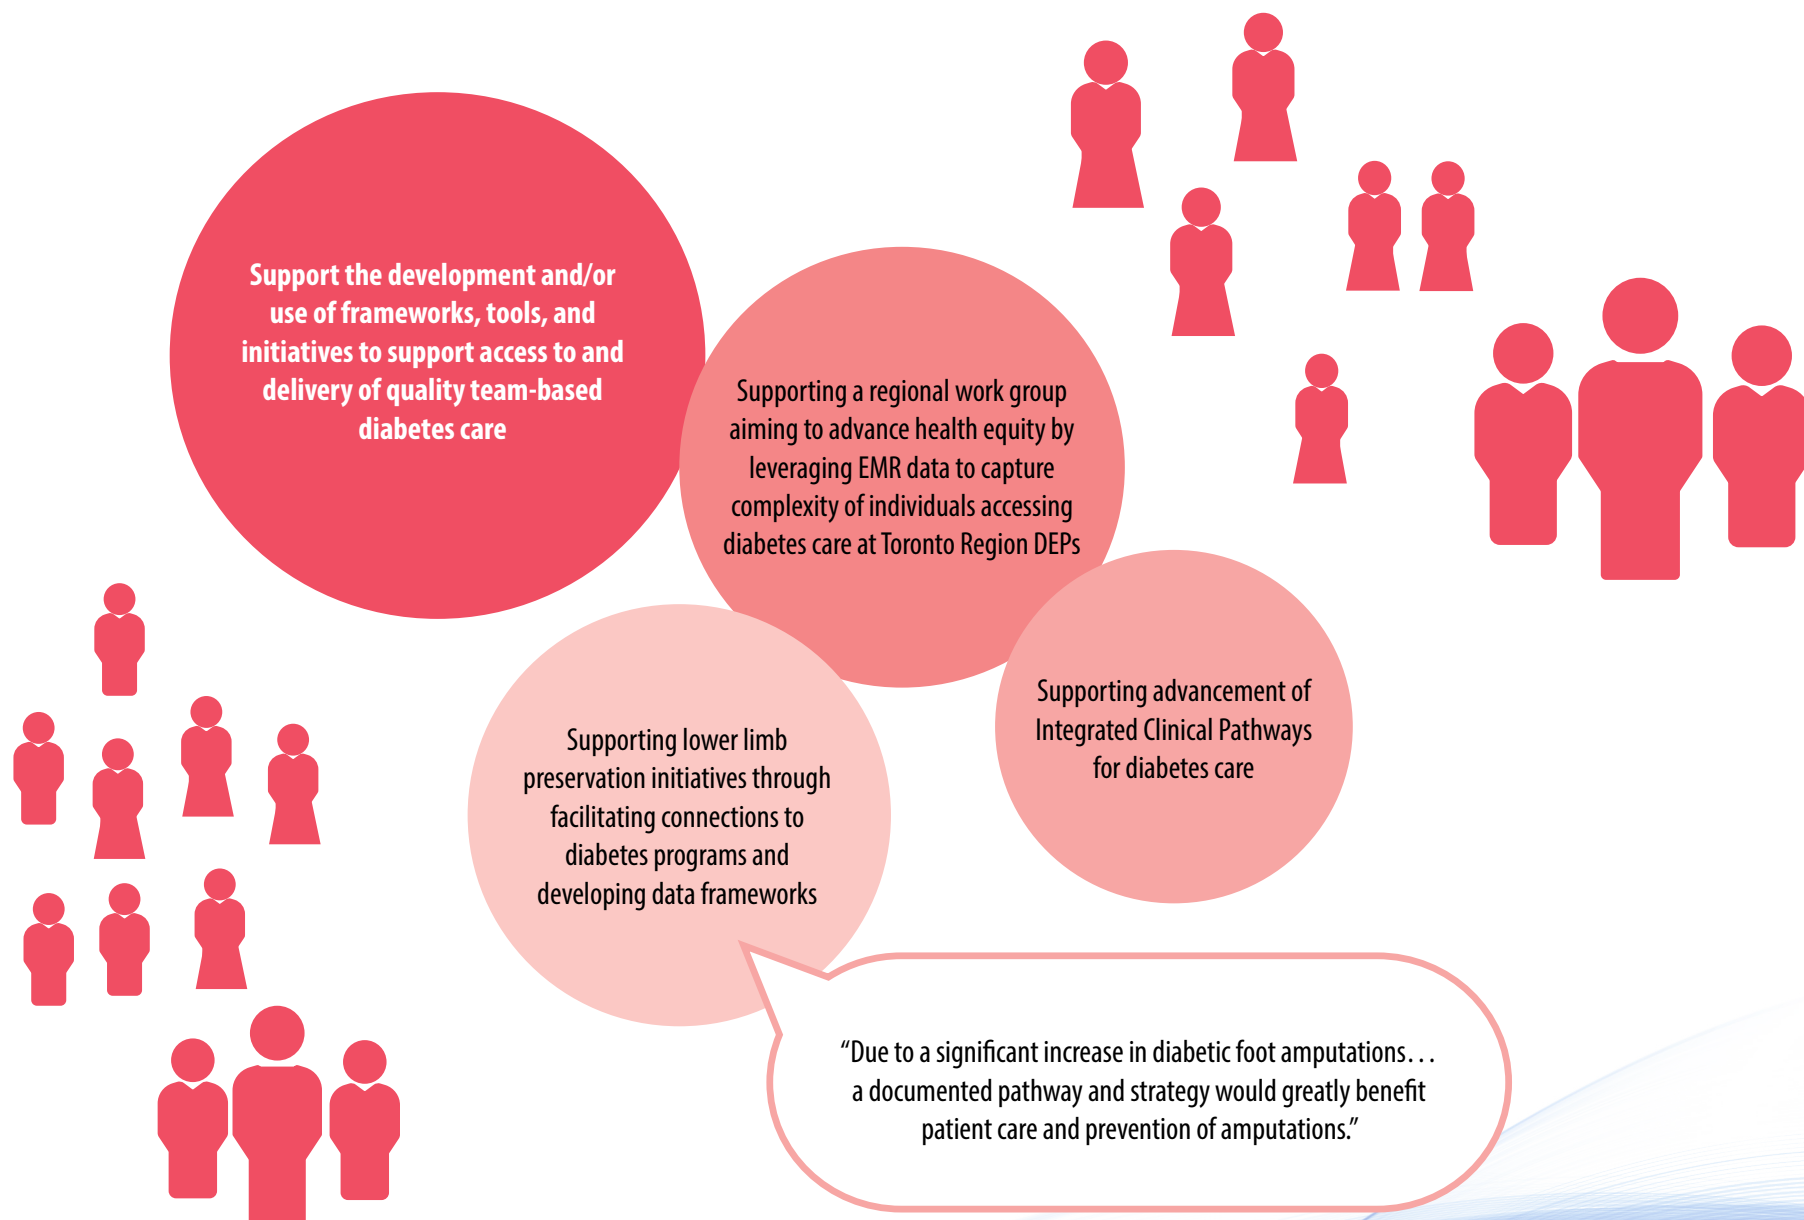 Support the development and/or
use of frameworks, tools, and
initiatives to support access to and
delivery of quality team-based
diabetes care
Supporting a regional work group
aiming to advance health equity by
leveraging EMR data to capture
complexity of individuals accessing
diabetes care at Toronto Region DEPs
Supporting advancement of
Integrated Clinical Pathways
for diabetes care
Supporting lower limb
preservation initiatives through
facilitating connections to
diabetes programs and
developing data frameworks
“Due to a significant increase in diabetic foot amputations…
a documented pathway and strategy would greatly benefit
patient care and prevention of amputations.”